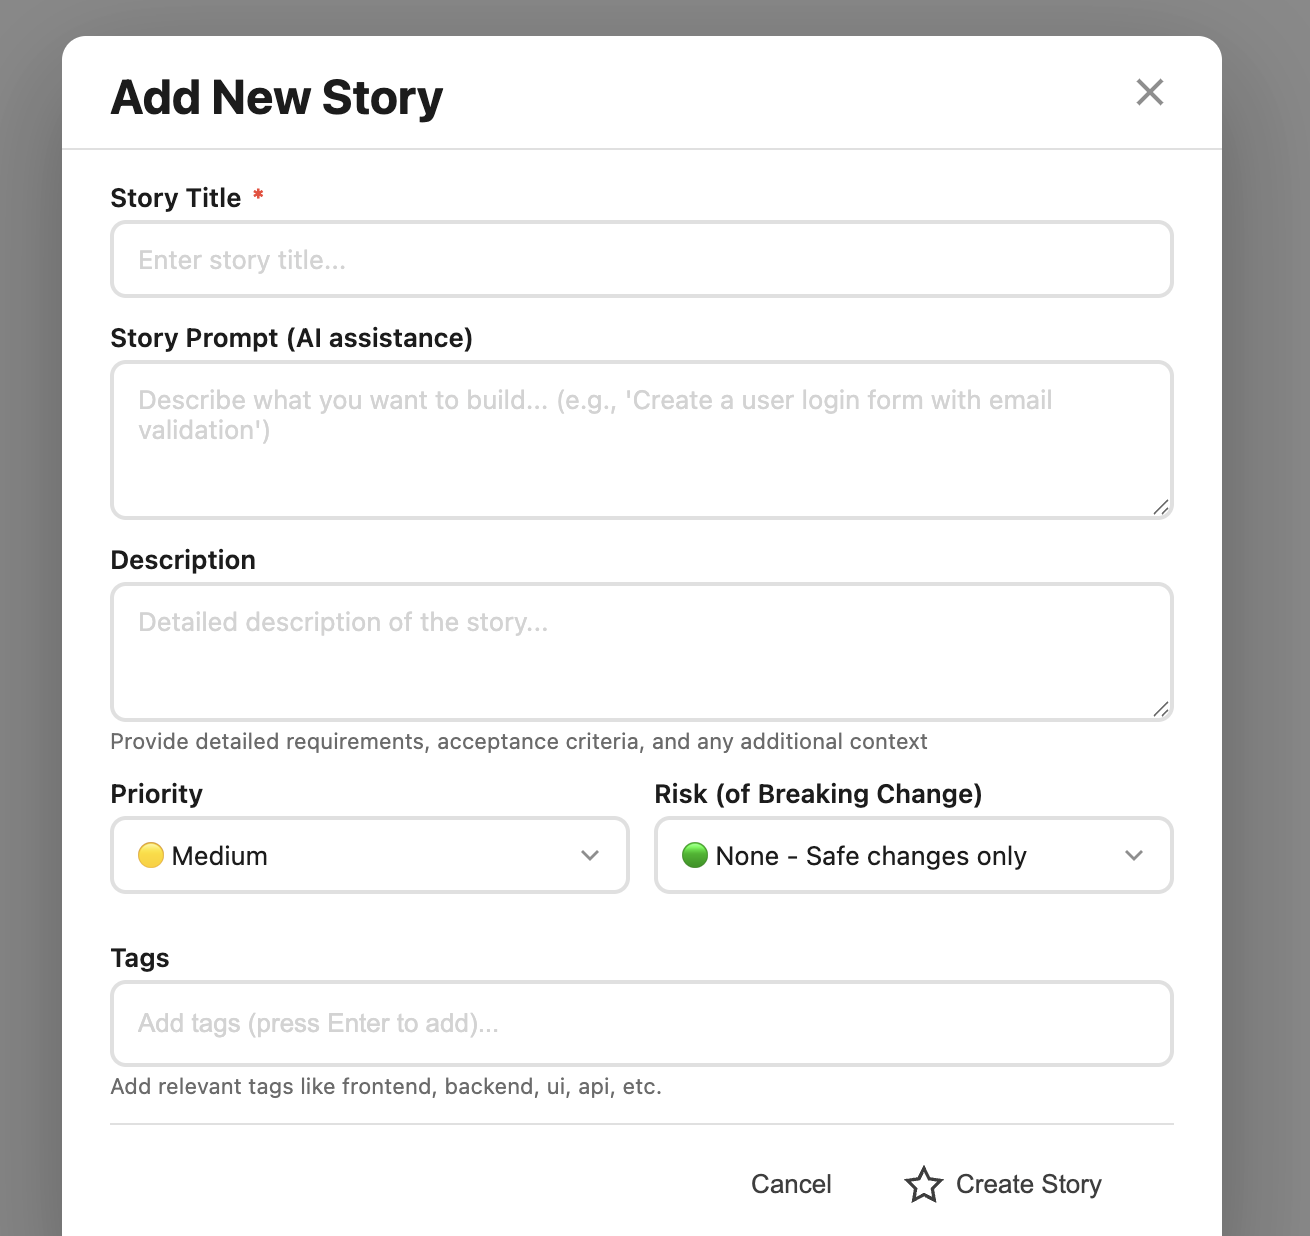 Add New Story
Story Title *
Enter story title...
Story Prompt (AI assistance)
Describe what you want to build... (e.g., 'Create a user login form with email
validation')
Description
Detailed description of the story...
Provide detailed requirements, acceptance criteria, and any additional context
Priority
Risk (of Breaking Change)
Medium
None - Safe changes only
Tags
Add tags (press Enter to add)...
Add relevant tags like frontend, backend, ui, api, etc.
Cancel
Create Story